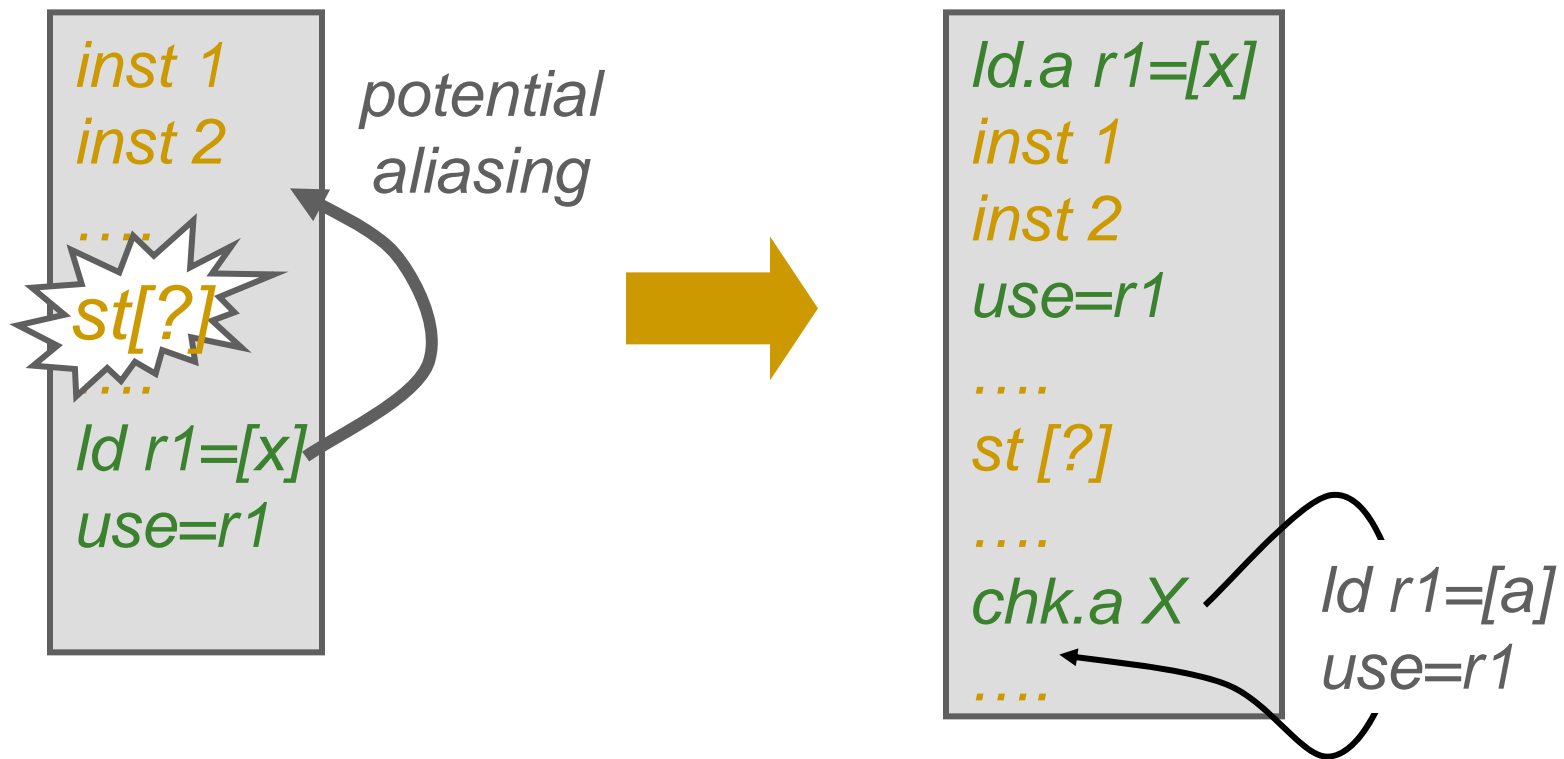 inst 1
inst 2
....
st[?]
....
ld r1=[x]
use=r1
potential
aliasing
ld.a r1=[x]
inst 1
inst 2
use=r1
....
st [?]
....
chk.a X
....
ld r1=[a]
use=r1